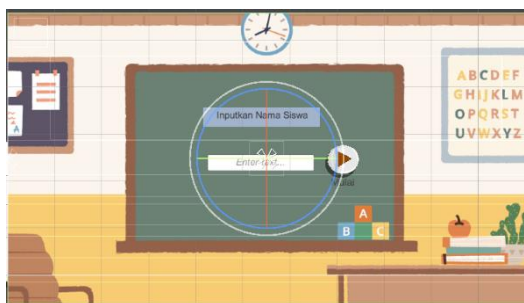 ABCDEF
GHIJKLM
OPQRST
UVWXYZ
Inputkan Nama Siswa
Enter text...
A
A
B C